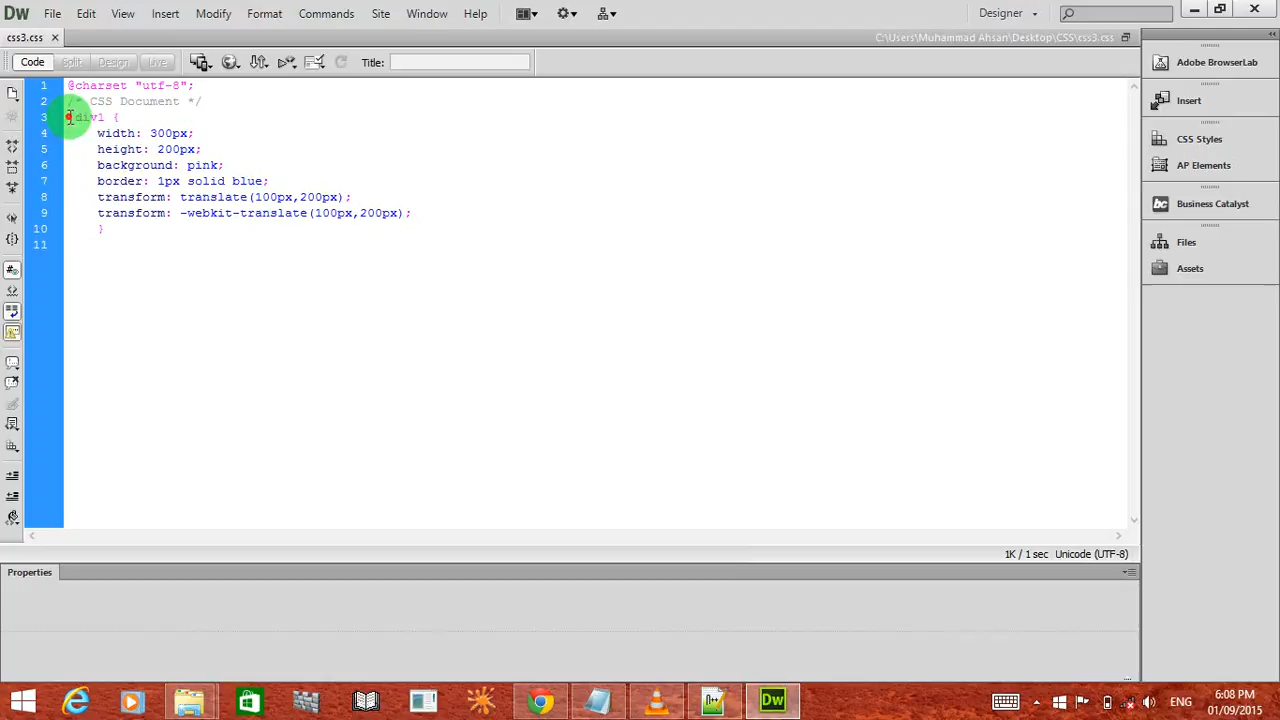 Dw File Edit View Insert Modify Format Commands Site Window Help Designer
css3.css C:\Users\Muhammad Ahsan\Desktop\CSS\css3.css
Code Split Design Live Title:
1 @charset "utf-8";
2 /* CSS Document */
3 div1 {
4 width: 300px;
5 height: 200px;
6 background: pink;
7 border: 1px solid blue;
8 transform: translate(100px,200px);
9 transform: -webkit-translate(100px,200px);
10 }
11
1K / 1 sec Unicode (UTF-8)
Properties
Adobe BrowserLab
Insert
CSS Styles
AP Elements
bc Business Catalyst
Files
Assets
Dw ENG 6:08 PM
01/09/2015